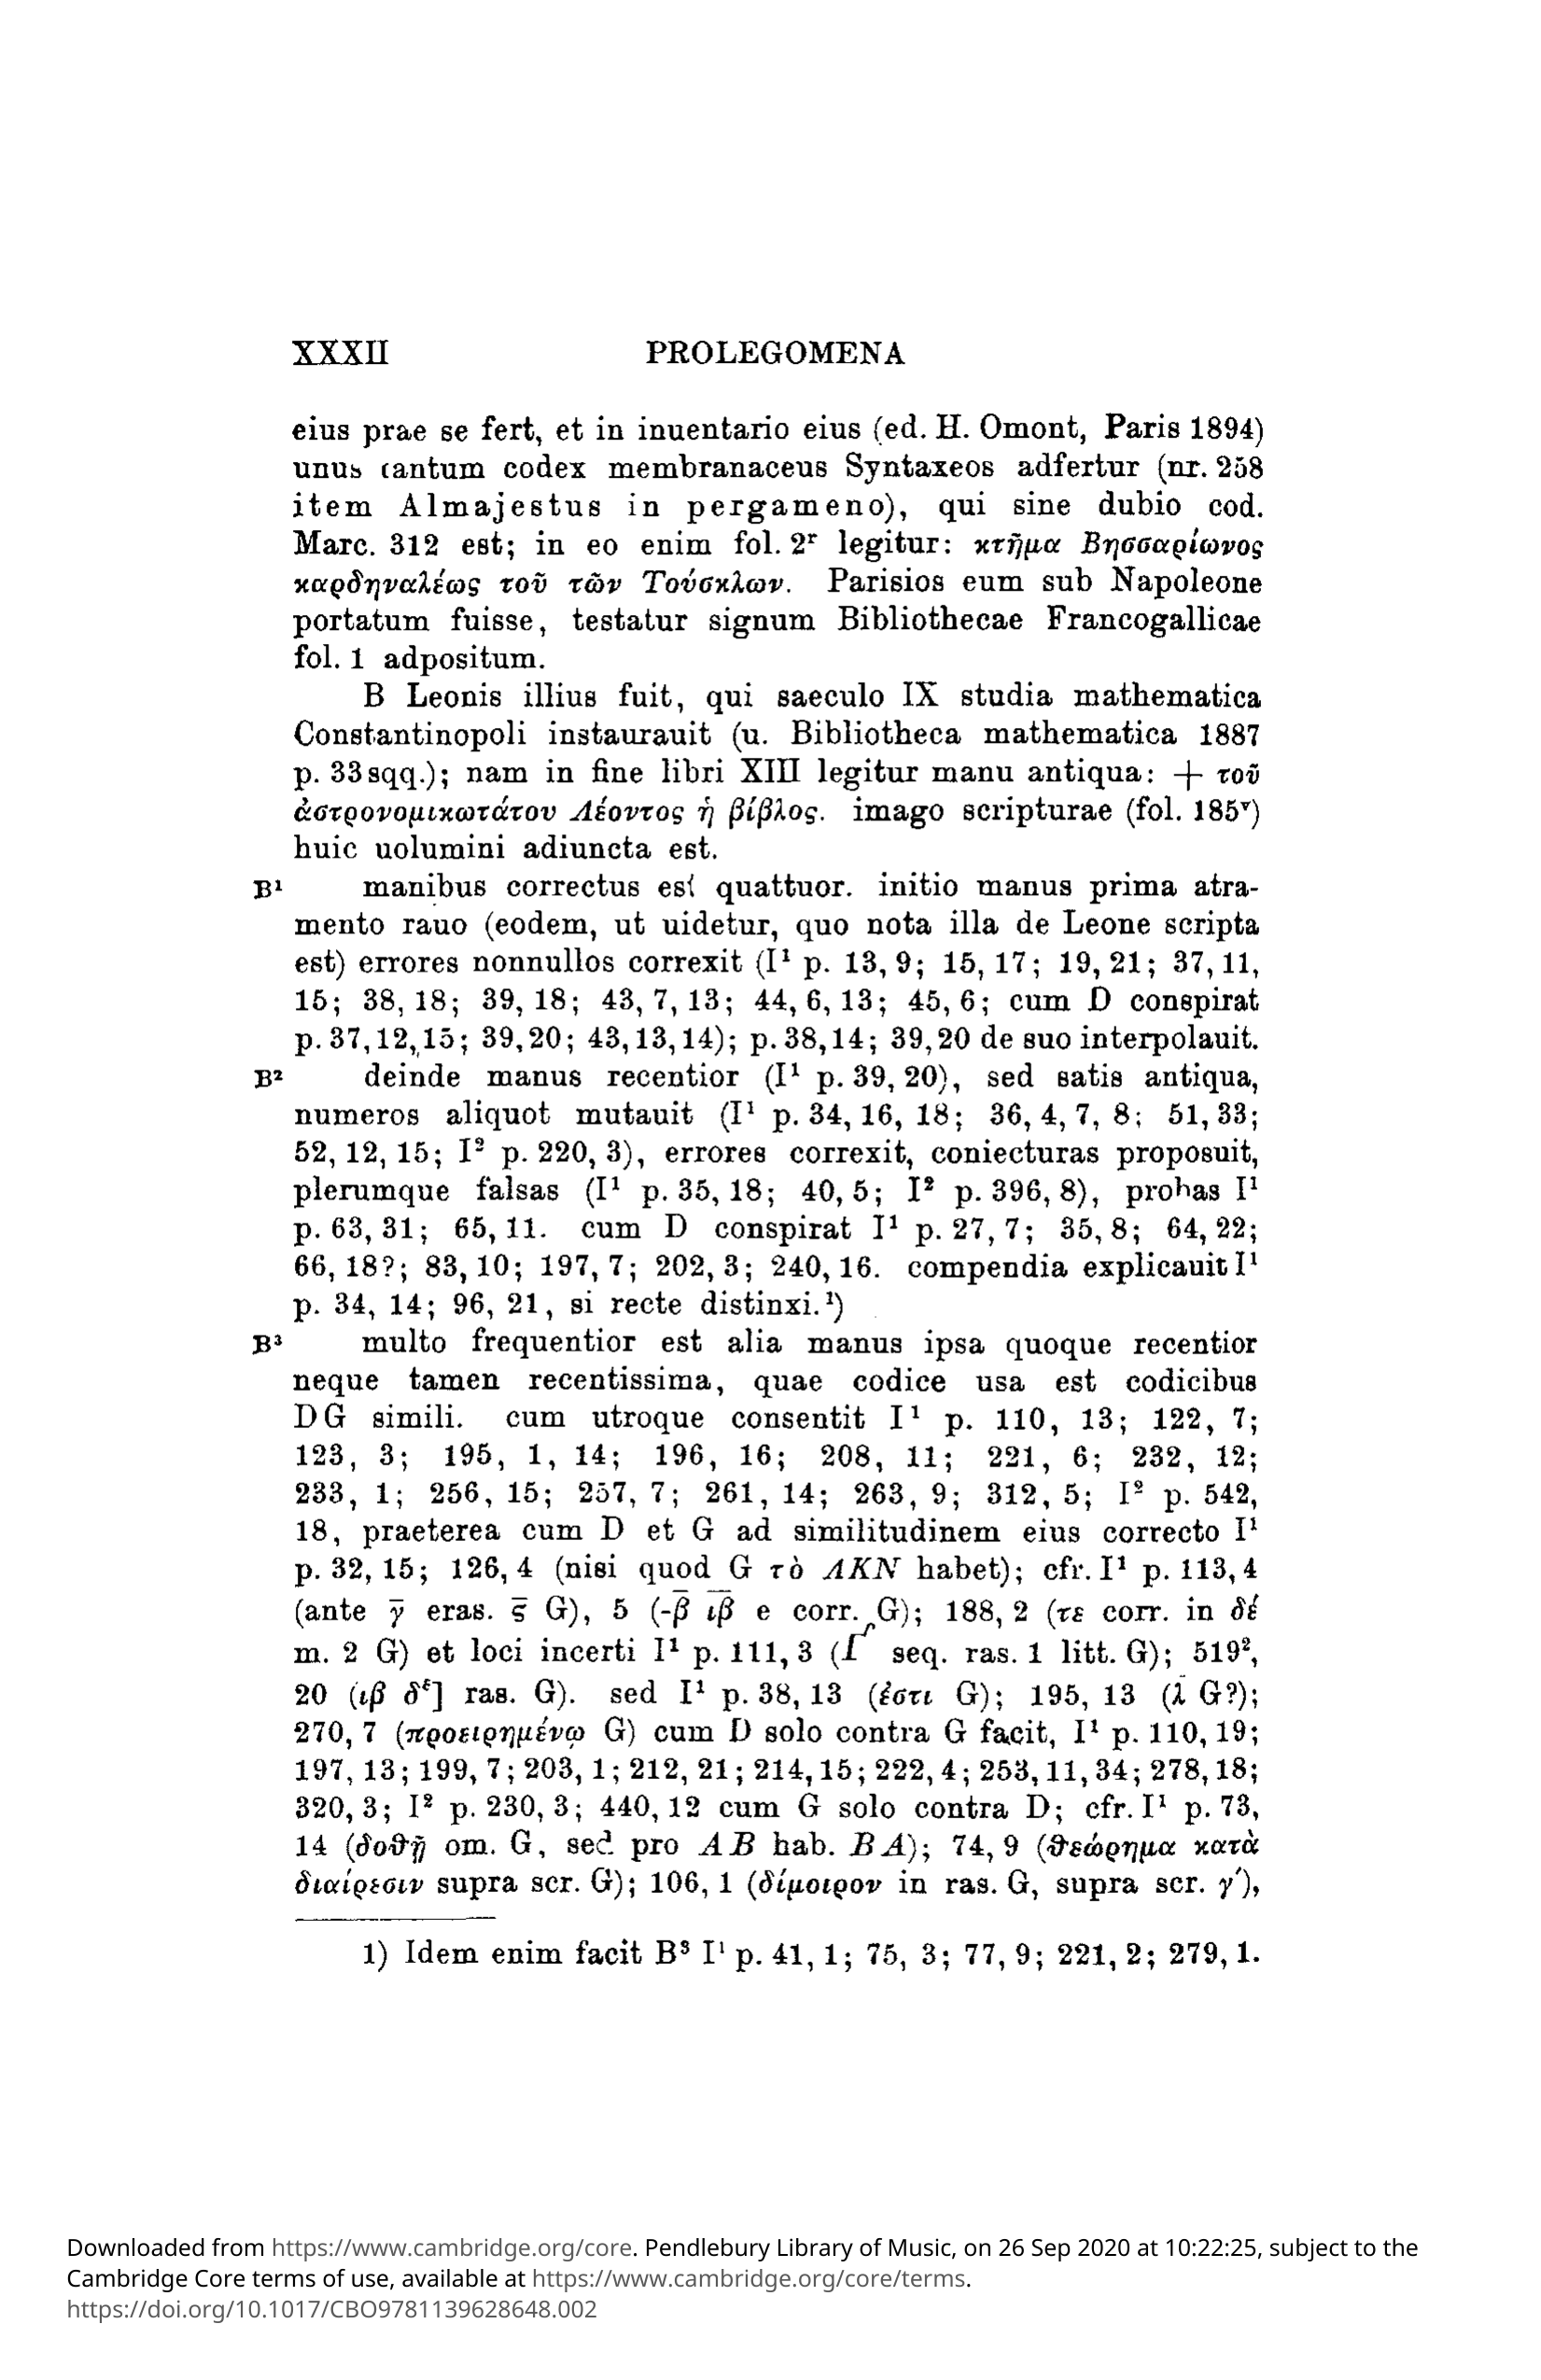 XXXII PROLEGOMENA
eius prae se fert, et in inuentario eius (ed. H. Omont, Paris 1894)
unus tantum codex membranaceus Syntaxeos adfertur (nr. 258
item Almajestus in pergameno), qui sine dubio cod.
Marc. 312 est; in eo enim fol. 2ʳ legitur: κτῆμα Βησσαρίωνος
καρδηναλέως τοῦ τῶν Τούσκλων. Parisios eum sub Napoleone
portatum fuisse, testatur signum Bibliothecae Francogallicae
fol. 1 adpositum.
B Leonis illius fuit, qui saeculo IX studia mathematica
Constantinopoli instaurauit (u. Bibliotheca mathematica 1887
p. 33 sqq.); nam in fine libri XIII legitur manu antiqua: + τοῦ
ἀστρονομικωτάτου Λέοντος ἡ βίβλος. imago scripturae (fol. 185ᵛ)
huic uolumini adiuncta est.
B¹ manibus correctus est quattuor. initio manus prima atra-
mento rauo (eodem, ut uidetur, quo nota illa de Leone scripta
est) errores nonnullos correxit (I¹ p. 13, 9; 15, 17; 19, 21; 37, 11,
15; 38, 18; 39, 18; 43, 7, 13; 44, 6, 13; 45, 6; cum D conspirat
p. 37, 12, 15; 39, 20; 43, 13, 14); p. 38, 14; 39, 20 de suo interpolauit.
B² deinde manus recentior (I¹ p. 39, 20), sed satis antiqua,
numeros aliquot mutauit (I¹ p. 34, 16, 18; 36, 4, 7, 8; 51, 33;
52, 12, 15; I² p. 220, 3), errores correxit, coniecturas proposuit,
plerumque falsas (I¹ p. 35, 18; 40, 5; I² p. 396, 8), probas I¹
p. 63, 31; 65, 11. cum D conspirat I¹ p. 27, 7; 35, 8; 64, 22;
66, 18?; 83, 10; 197, 7; 202, 3; 240, 16. compendia explicauit I¹
p. 34, 14; 96, 21, si recte distinxi.¹)
B³ multo frequentior est alia manus ipsa quoque recentior
neque tamen recentissima, quae codice usa est codicibus
DG simili. cum utroque consentit I¹ p. 110, 13; 122, 7;
123, 3; 195, 1, 14; 196, 16; 208, 11; 221, 6; 232, 12;
233, 1; 256, 15; 257, 7; 261, 14; 263, 9; 312, 5; I² p. 542,
18, praeterea cum D et G ad similitudinem eius correcto I¹
p. 32, 15; 126, 4 (nisi quod G τὸ ΛΚΝ habet); cfr. I¹ p. 113, 4
(ante γ̅ eras. ϛ̅ G), 5 (-β̅ ι̅β̅ e corr. G); 188, 2 (τε corr. in δέ
m. 2 G) et loci incerti I¹ p. 111, 3 (Γ seq. ras. 1 litt. G); 519²,
20 (ιβ δᵋ] ras. G). sed I¹ p. 38, 13 (ἐστι G); 195, 13 (λ̄ G?);
270, 7 (προειρημένῳ G) cum D solo contra G facit, I¹ p. 110, 19;
197, 13; 199, 7; 203, 1; 212, 21; 214, 15; 222, 4; 253, 11, 34; 278, 18;
320, 3; I² p. 230, 3; 440, 12 cum G solo contra D; cfr. I¹ p. 73,
14 (δοθῇ om. G, sed pro AB hab. BA); 74, 9 (θεώρημα κατὰ
διαίρεσιν supra scr. G); 106, 1 (δίμοιρον in ras. G, supra scr. γ´),
1) Idem enim facit B³ I¹ p. 41, 1; 75, 3; 77, 9; 221, 2; 279, 1.
Downloaded from https://www.cambridge.org/core. Pendlebury Library of Music, on 26 Sep 2020 at 10:22:25, subject to the
Cambridge Core terms of use, available at https://www.cambridge.org/core/terms.
https://doi.org/10.1017/CBO9781139628648.002